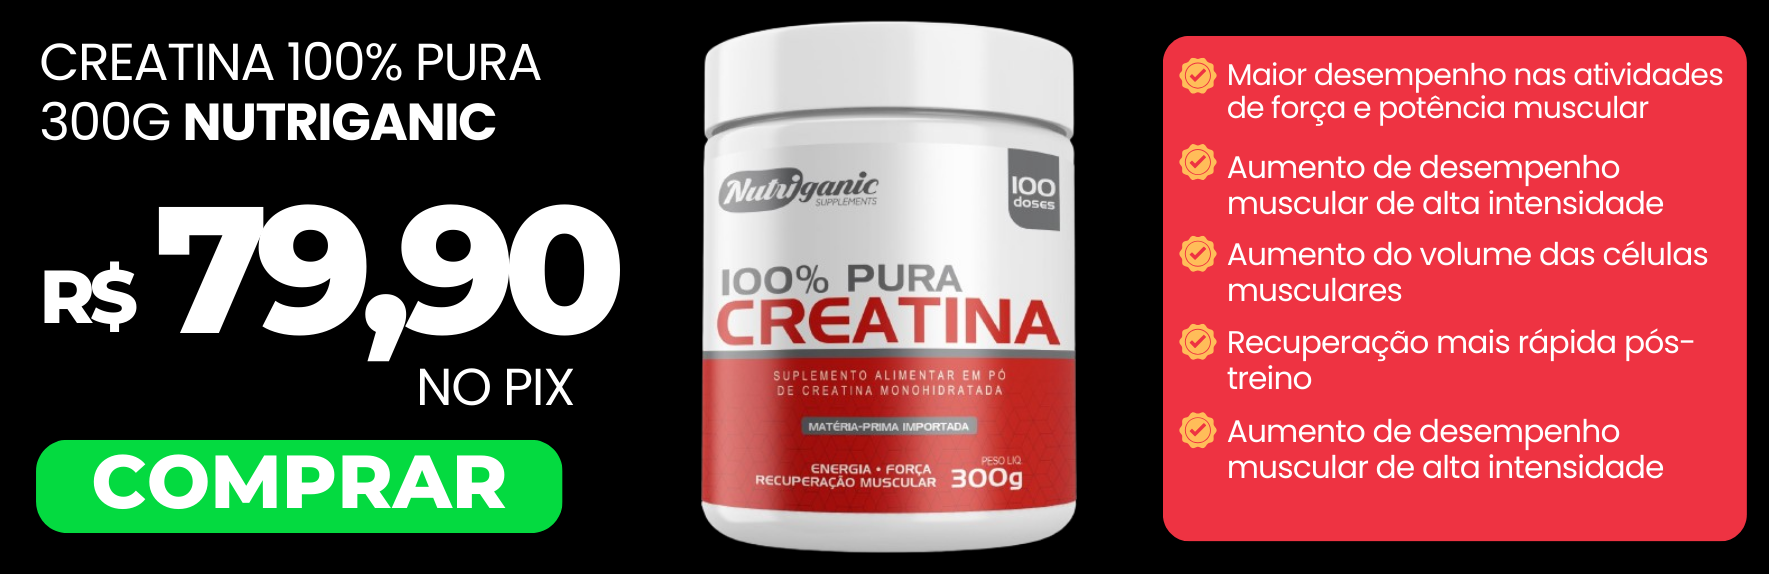 CREATINA 100% PURA
300G NUTRIGANIC
R$ 79,90
NO PIX
COMPRAR
Nutriganic
SUPPLEMENTS
100
doses
100% PURA
CREATINA
SUPLEMENTO ALIMENTAR EM PÓ
DE CREATINA MONOHIDRATADA
MATÉRIA-PRIMA IMPORTADA
ENERGIA • FORÇA
RECUPERAÇÃO MUSCULAR
PESO LIQ.
300g
Maior desempenho nas atividades
de força e potência muscular
Aumento de desempenho
muscular de alta intensidade
Aumento do volume das células
musculares
Recuperação mais rápida pós-
treino
Aumento de desempenho
muscular de alta intensidade